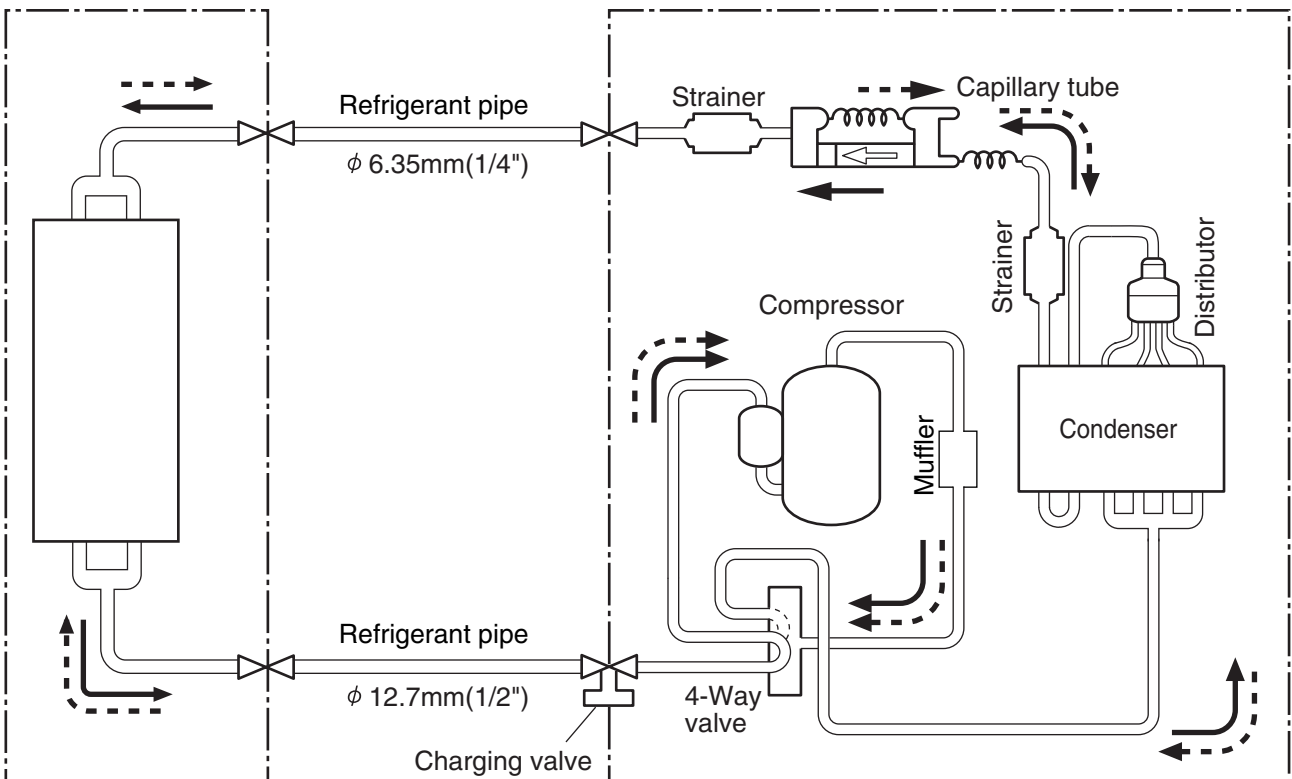 Refrigerant pipe
ϕ 6.35mm(1/4")
Strainer
Capillary tube
Strainer
Distributor
Compressor
Condenser
Muffler
Refrigerant pipe
ϕ 12.7mm(1/2")
4-Way
valve
Charging valve